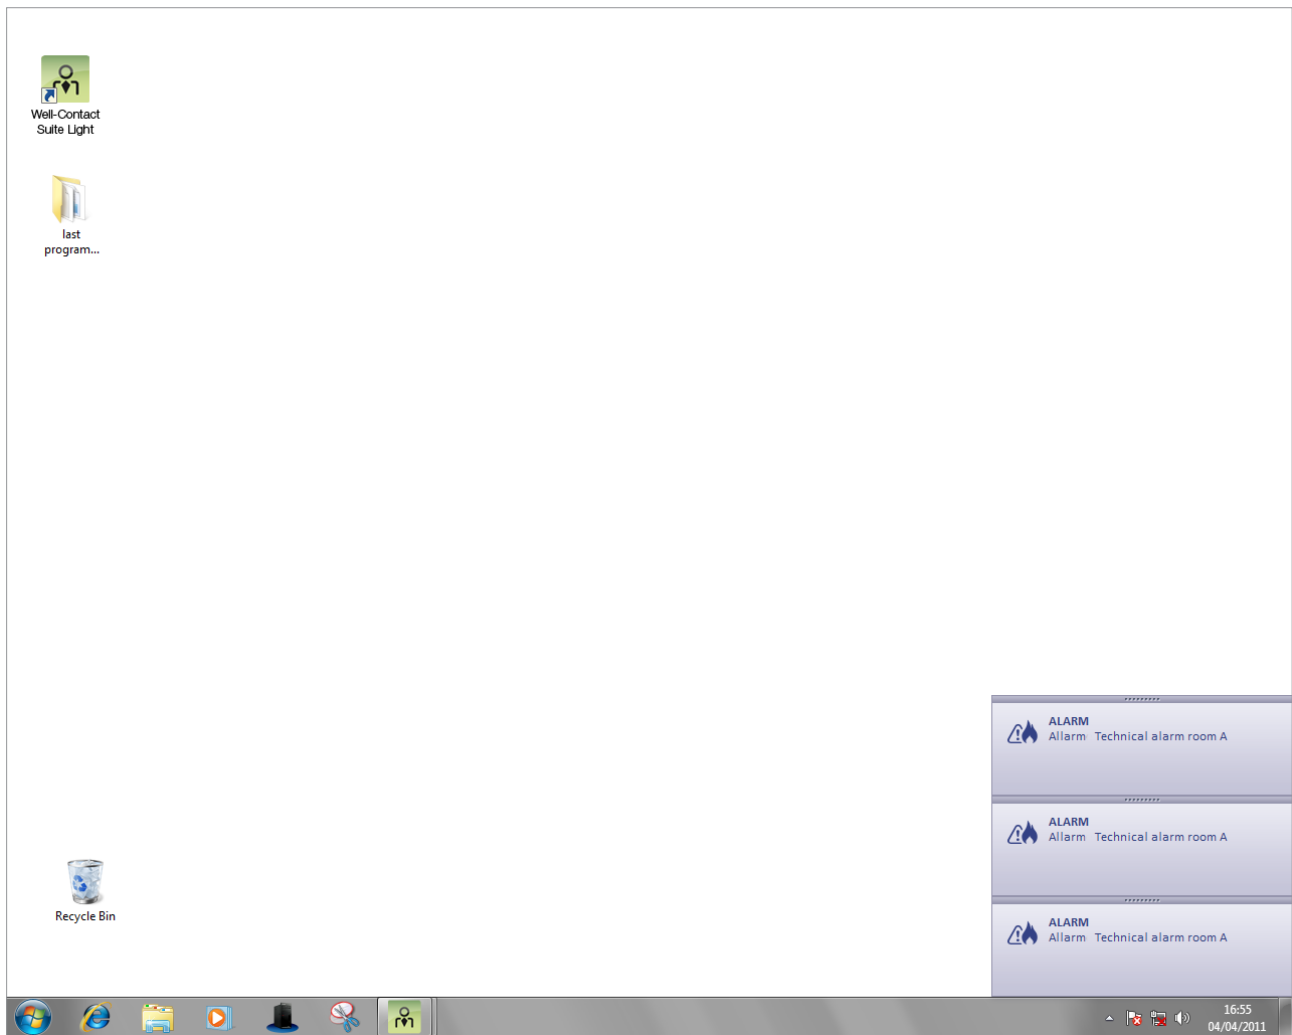 Well-Contact
Suite Light
last
program...
ALARM
Allarm Technical alarm room A
ALARM
Allarm Technical alarm room A
Recycle Bin
ALARM
Allarm Technical alarm room A
16:55
04/04/2011